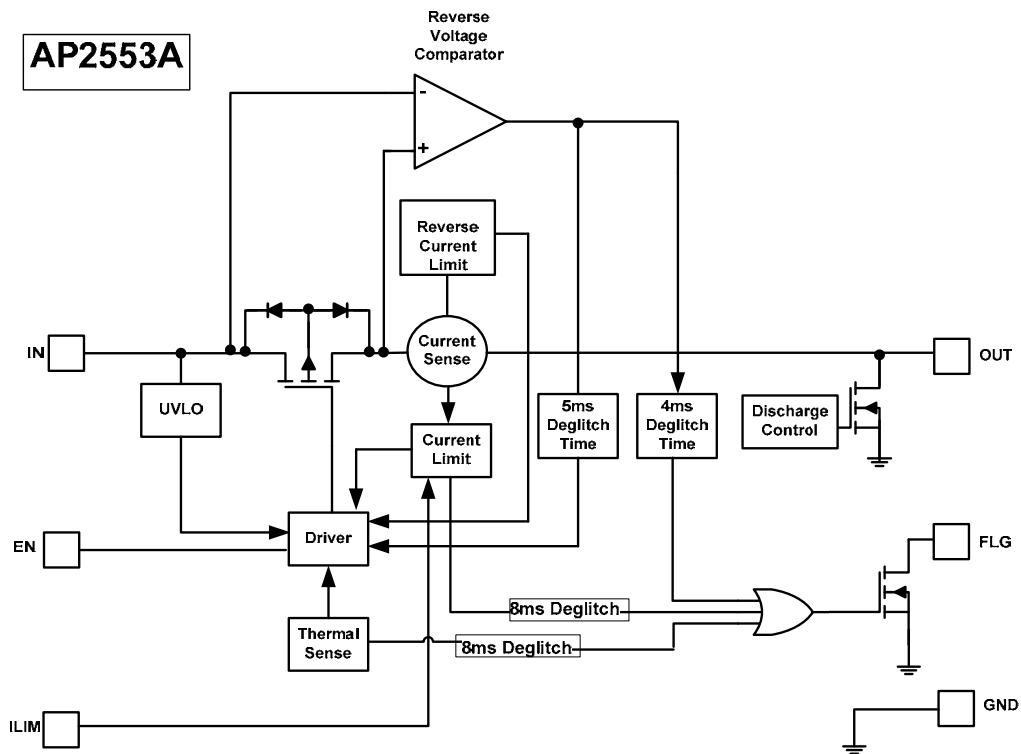 Reverse
Voltage
Comparator
AP2553A
-
+
Reverse
Current
Limit
IN
Current
Sense
OUT
UVLO
5ms
Deglitch
Time
4ms
Deglitch
Time
Discharge
Control
Current
Limit
Driver
EN
FLG
8ms Deglitch
Thermal
Sense
8ms Deglitch
ILIM
GND